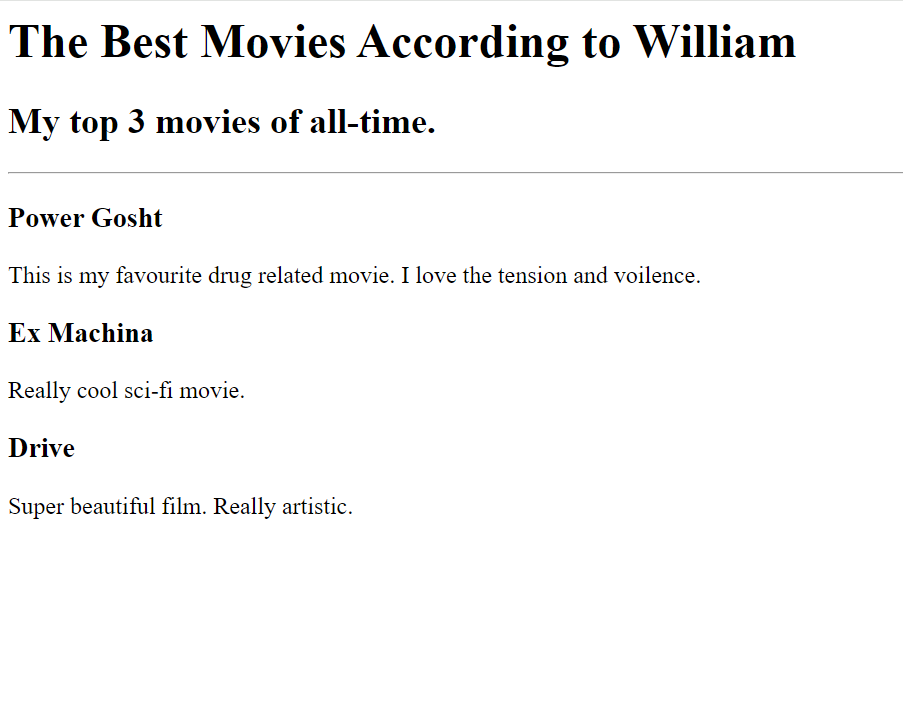 The Best Movies According to William
My top 3 movies of all-time.
Power Gosht
This is my favourite drug related movie. I love the tension and voilence.
Ex Machina
Really cool sci-fi movie.
Drive
Super beautiful film. Really artistic.